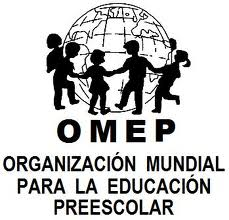 OMEP
ORGANIZACIÓN MUNDIAL
PARA LA EDUCACIÓN
PREESCOLAR